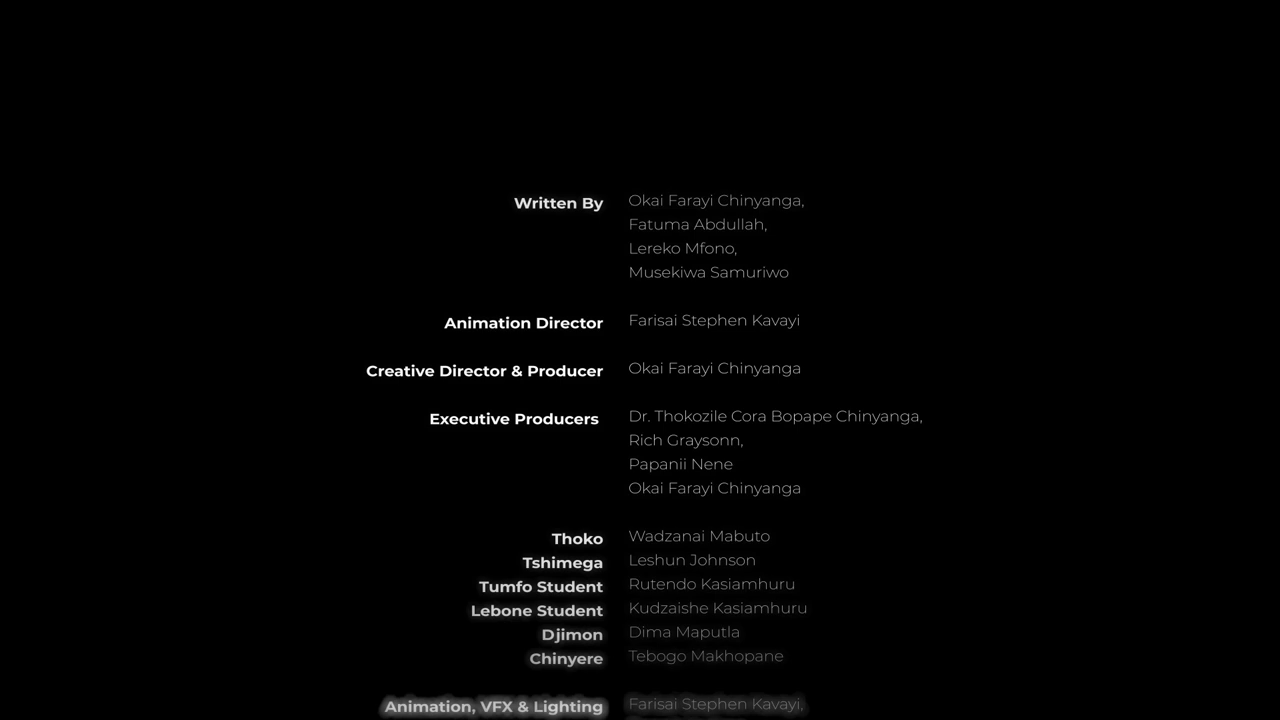 Written By Okai Farayi Chinyanga,
Fatuma Abdullah,
Lereko Mfono,
Musekiwa Samuriwo
Animation Director Farisai Stephen Kavayi
Creative Director & Producer Okai Farayi Chinyanga
Executive Producers Dr. Thokozile Cora Bopape Chinyanga,
Rich Graysonn,
Papanii Nene
Okai Farayi Chinyanga
Thoko Wadzanai Mabuto
Tshimega Leshun Johnson
Tumfo Student Rutendo Kasiamhuru
Lebone Student Kudzaishe Kasiamhuru
Djimon Dima Maputla
Chinyere Tebogo Makhopane
Animation, VFX & Lighting Farisai Stephen Kavayi,